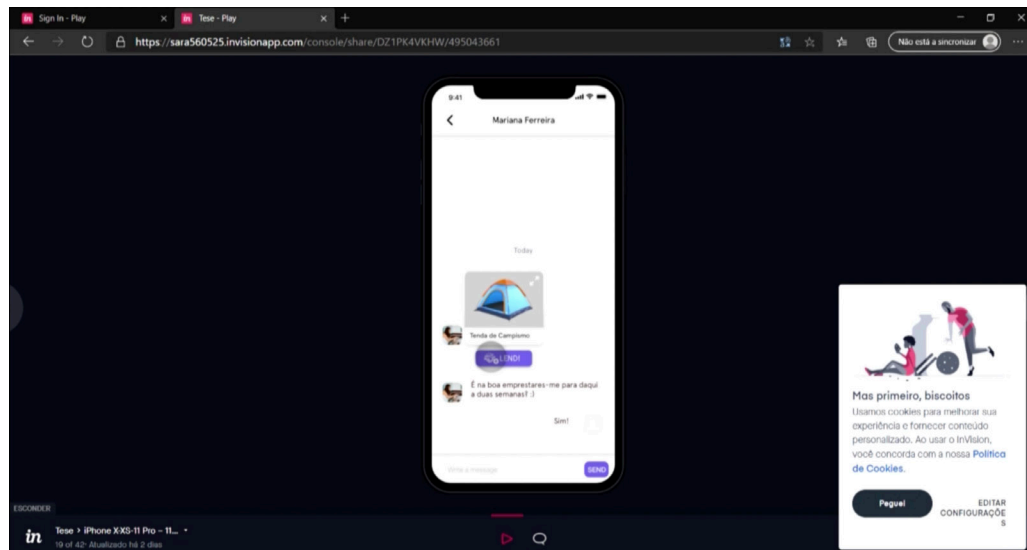 Sign In - Play
Tese - Play
https://sara560525.invisionapp.com/console/share/DZ1PK4VKHW/495043661
Não está a sincronizar
9:41
Mariana Ferreira
Today
Tenda de Campismo
LEND!
É na boa emprestares-me para daqui
a duas semanas? :)
Sim!
Write a message
SEND
Mas primeiro, biscoitos
Usamos cookies para melhorar sua
experiência e fornecer conteúdo
personalizado. Ao usar o InVision,
você concorda com a nossa Política
de Cookies.
Peguei
EDITAR
CONFIGURAÇÕE
S
ESCONDER
in
Tese > iPhone X-XS-11 Pro – 11...
19 of 42· Atualizado há 2 dias